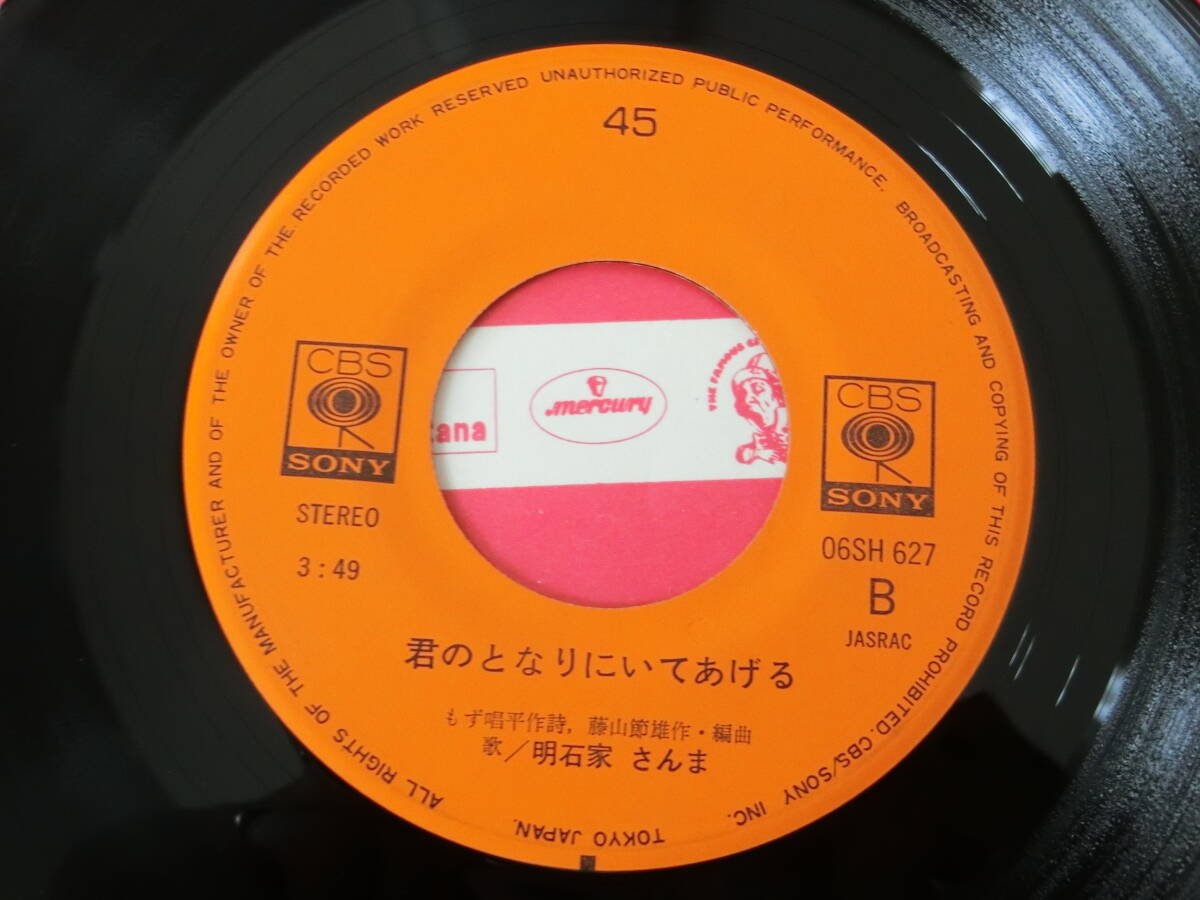 45
ALL RIGHTS OF THE MANUFACTURER AND OF THE OWNER OF THE RECORDED WORK RESERVED UNAUTHORIZED PUBLIC PERFORMANCE, BROADCASTING AND COPYING OF THIS RECORD PROHIBITED. CBS/SONY INC. TOKYO JAPAN.
CBS
SONY
STEREO
3:49
mercury
THE FAMOUS
CBS
SONY
06SH 627
B
JASRAC
君のとなりにいてあげる
もず唱平作詩, 藤山節雄作・編曲
歌/明石家 さんま